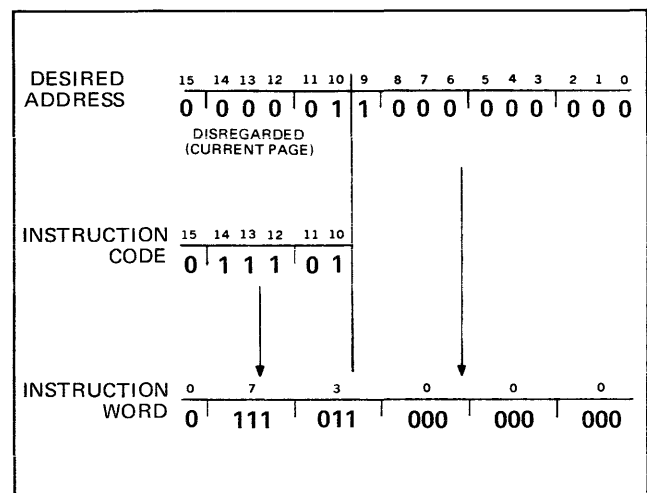 DESIRED ADDRESS
15 14 13 12 11 10 9 8 7 6 5 4 3 2 1 0
0 0 0 0 0 1 1 0 0 0 0 0 0 0 0 0
DISREGARDED
(CURRENT PAGE)
INSTRUCTION CODE
15 14 13 12 11 10
0 1 1 1 0 1
INSTRUCTION WORD
0 7 3 0 0 0
0 111 011 000 000 000